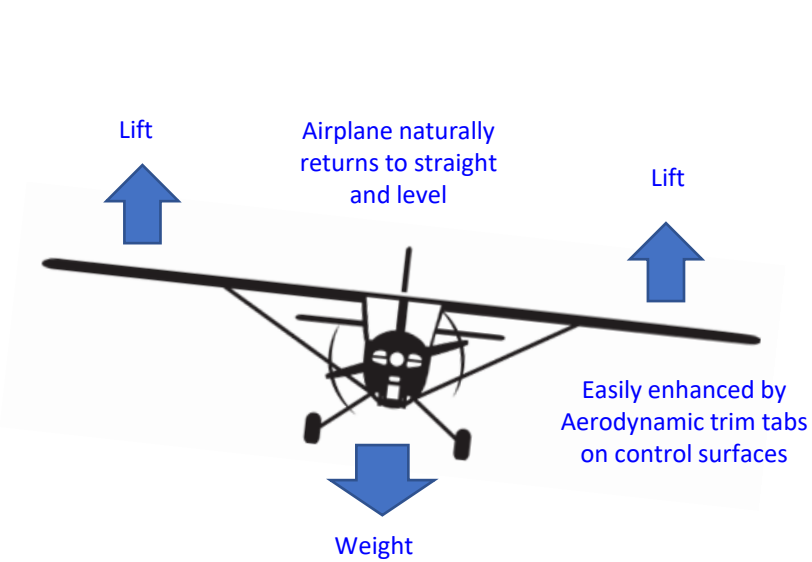 Lift
Airplane naturally
returns to straight
and level
Lift
Easily enhanced by
Aerodynamic trim tabs
on control surfaces
Weight